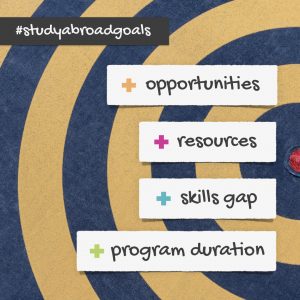 #studyabroadgoals
+ opportunities
+ resources
+ skills gap
+ program duration